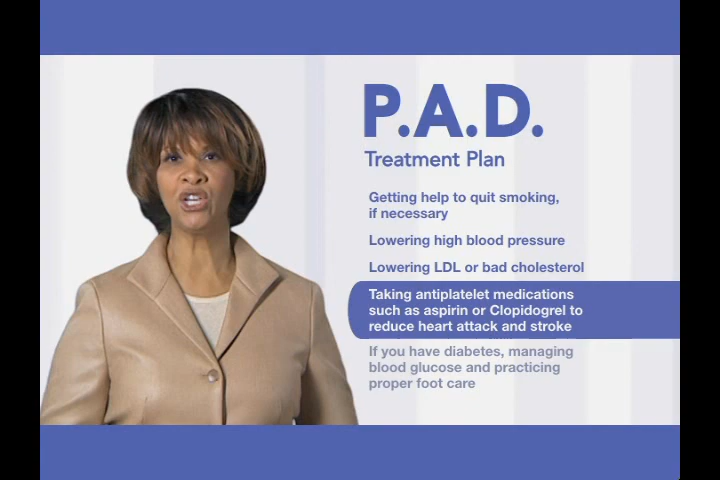 P.A.D.
Treatment Plan
Getting help to quit smoking,
if necessary
Lowering high blood pressure
Lowering LDL or bad cholesterol
Taking antiplatelet medications
such as aspirin or Clopidogrel to
reduce heart attack and stroke
If you have diabetes, managing
blood glucose and practicing
proper foot care